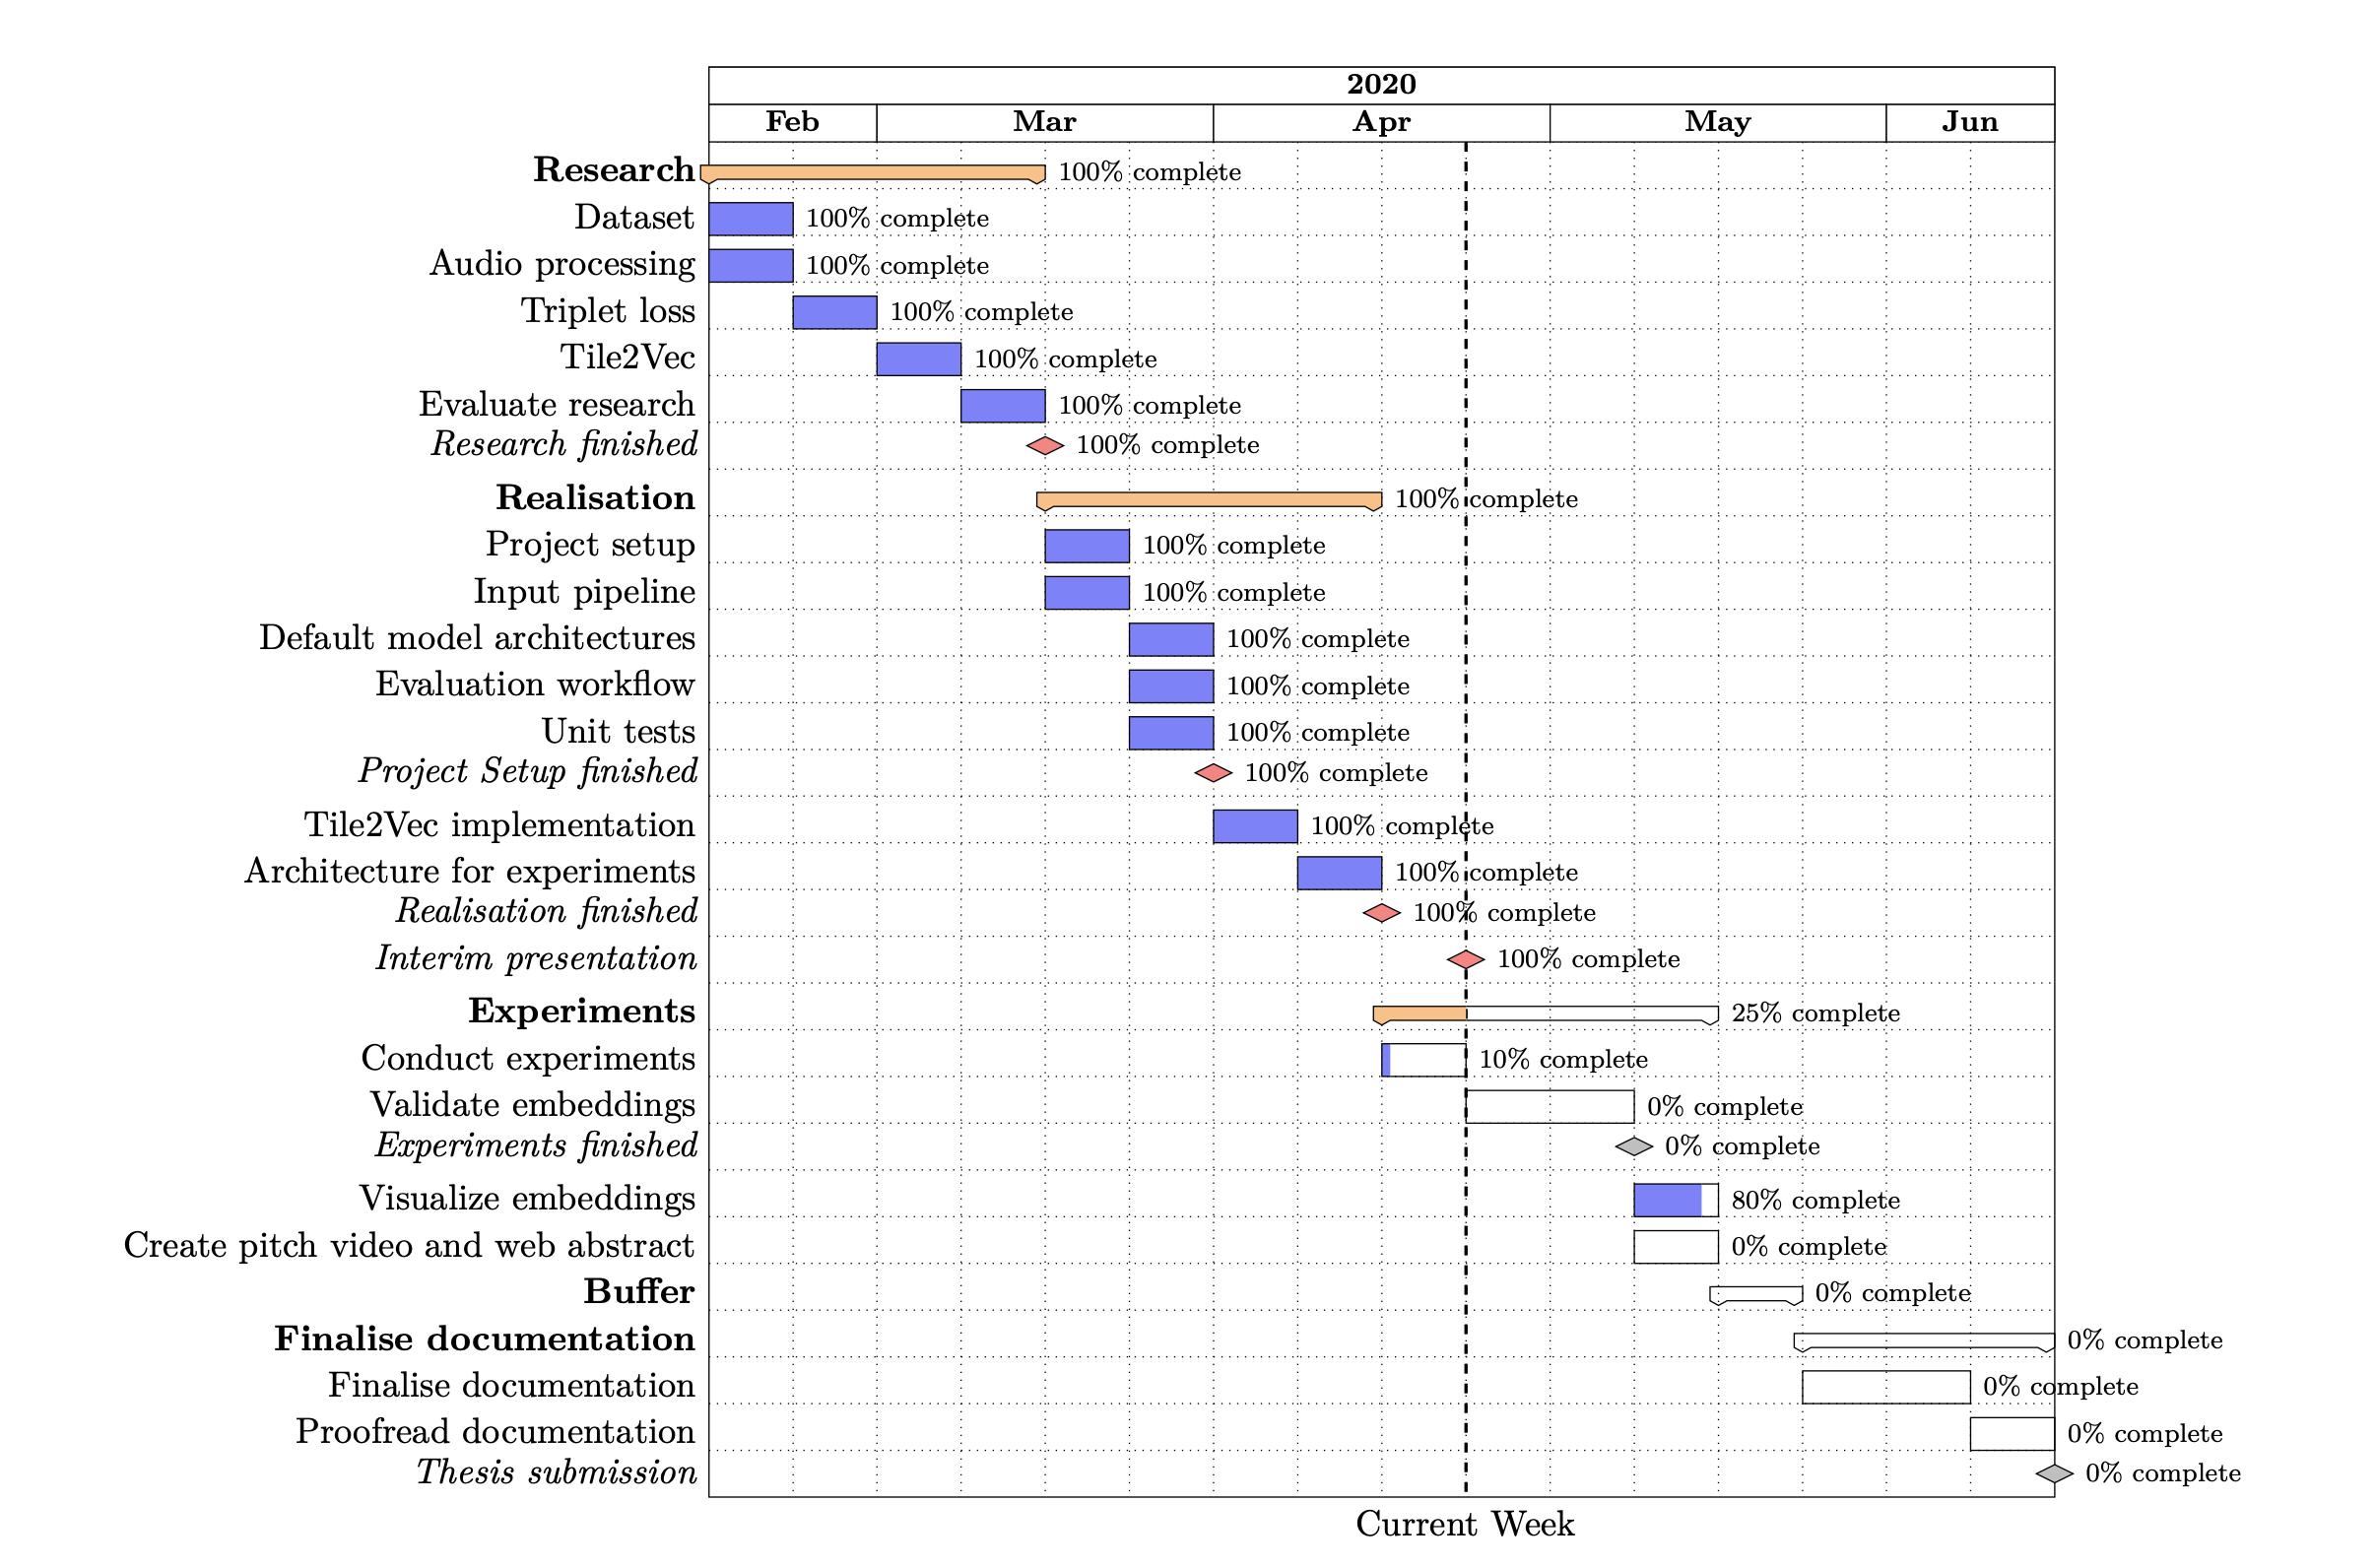 2020
Feb Mar Apr May Jun
Research 100% complete
Dataset 100% complete
Audio processing 100% complete
Triplet loss 100% complete
Tile2Vec 100% complete
Evaluate research 100% complete
Research finished 100% complete
Realisation 100% complete
Project setup 100% complete
Input pipeline 100% complete
Default model architectures 100% complete
Evaluation workflow 100% complete
Unit tests 100% complete
Project Setup finished 100% complete
Tile2Vec implementation 100% complete
Architecture for experiments 100% complete
Realisation finished 100% complete
Interim presentation 100% complete
Experiments 25% complete
Conduct experiments 10% complete
Validate embeddings 0% complete
Experiments finished 0% complete
Visualize embeddings 80% complete
Create pitch video and web abstract 0% complete
Buffer 0% complete
Finalise documentation 0% complete
Finalise documentation 0% complete
Proofread documentation 0% complete
Thesis submission 0% complete
Current Week